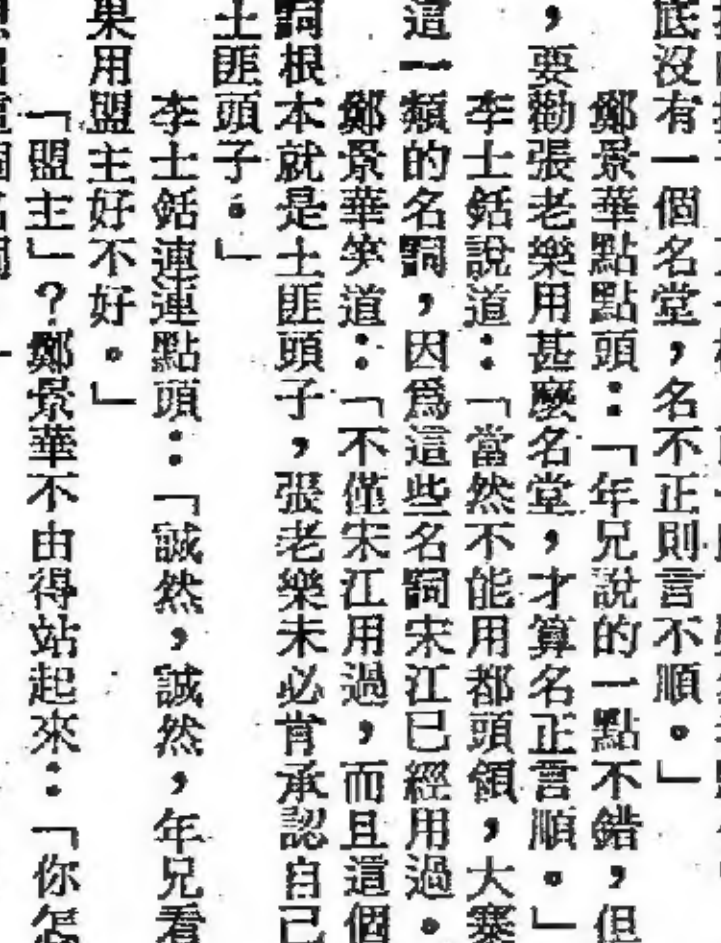 底沒有一個名堂，名不正則言不順。」
鄭景華點點頭：「年兄說的一點不錯，但
，要勸張老樂用甚麼名堂，才算名正言順。」
李士銛說道：「當然不能用都頭領，大寨
這一類的名詞，因爲這些名詞宋江已經用過。
鄭景華笑道：「不僅宋江用過，而且這個
詞根本就是土匪頭子，張老樂未必肯承認自己
土匪頭子。」
李士銛連連點頭：「誠然，誠然，年兄看
果用盟主好不好。」
「盟主」？鄭景華不由得站起來：「你怎